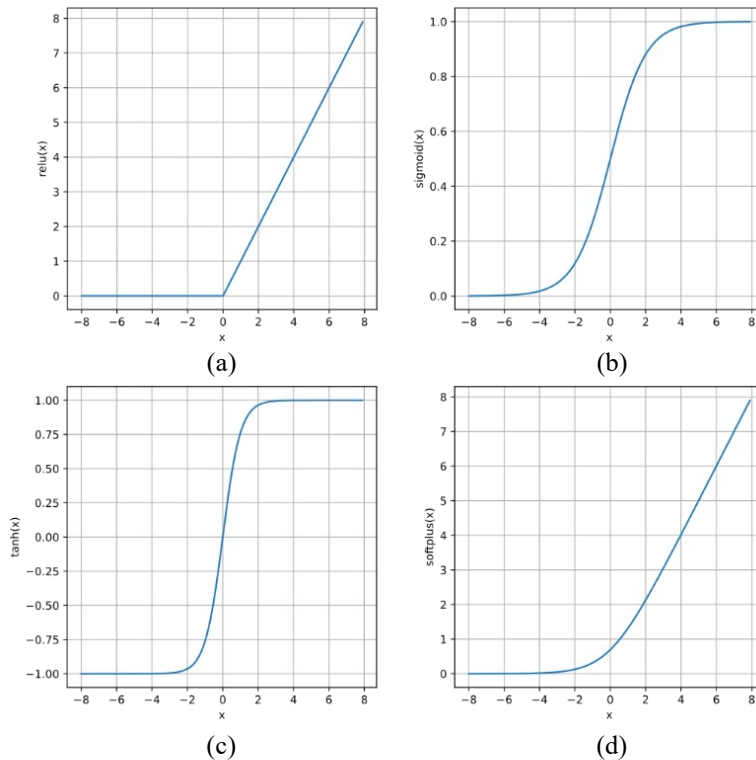 8
7
6
5
4
3
2
1
0
relu(x)
−8 −6 −4 −2 0 2 4 6 8
x
(a)
1.0
0.8
0.6
0.4
0.2
0.0
sigmoid(x)
−8 −6 −4 −2 0 2 4 6 8
x
(b)
1.00
0.75
0.50
0.25
0.00
−0.25
−0.50
−0.75
−1.00
tanh(x)
−8 −6 −4 −2 0 2 4 6 8
x
(c)
8
7
6
5
4
3
2
1
0
softplus(x)
−8 −6 −4 −2 0 2 4 6 8
x
(d)